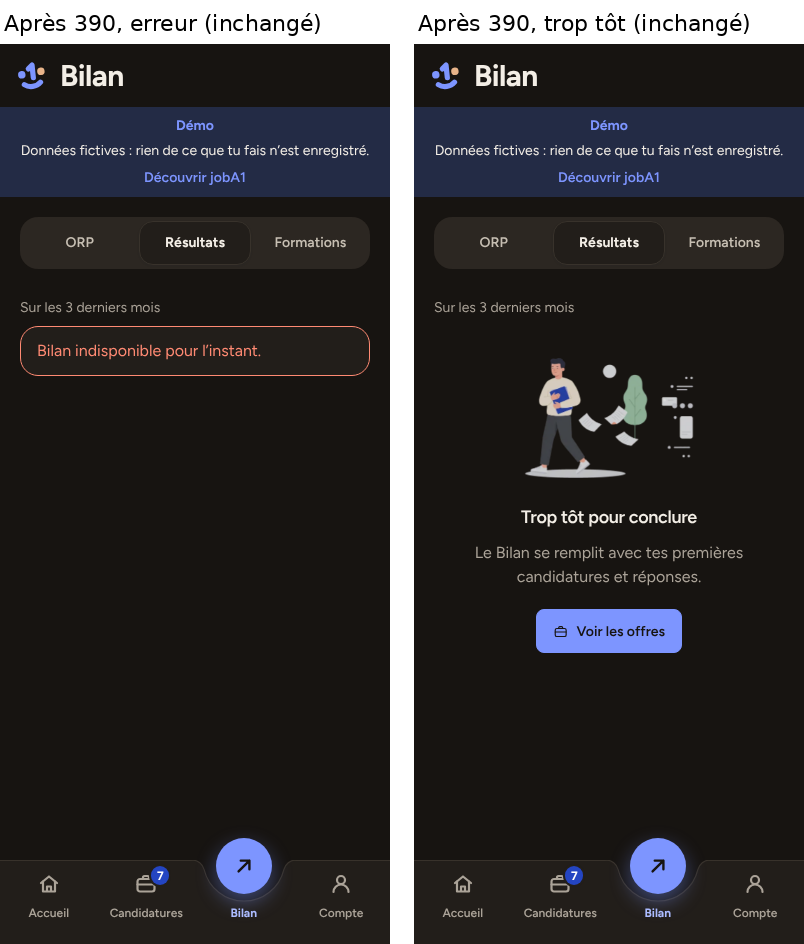 Après 390, erreur (inchangé)
Bilan
Démo
Données fictives : rien de ce que tu fais n’est enregistré.
Découvrir jobA1
ORP Résultats Formations
Sur les 3 derniers mois
Bilan indisponible pour l’instant.
7
Accueil Candidatures Bilan Compte
Après 390, trop tôt (inchangé)
Bilan
Démo
Données fictives : rien de ce que tu fais n’est enregistré.
Découvrir jobA1
ORP Résultats Formations
Sur les 3 derniers mois
Trop tôt pour conclure
Le Bilan se remplit avec tes premières
candidatures et réponses.
Voir les offres
7
Accueil Candidatures Bilan Compte